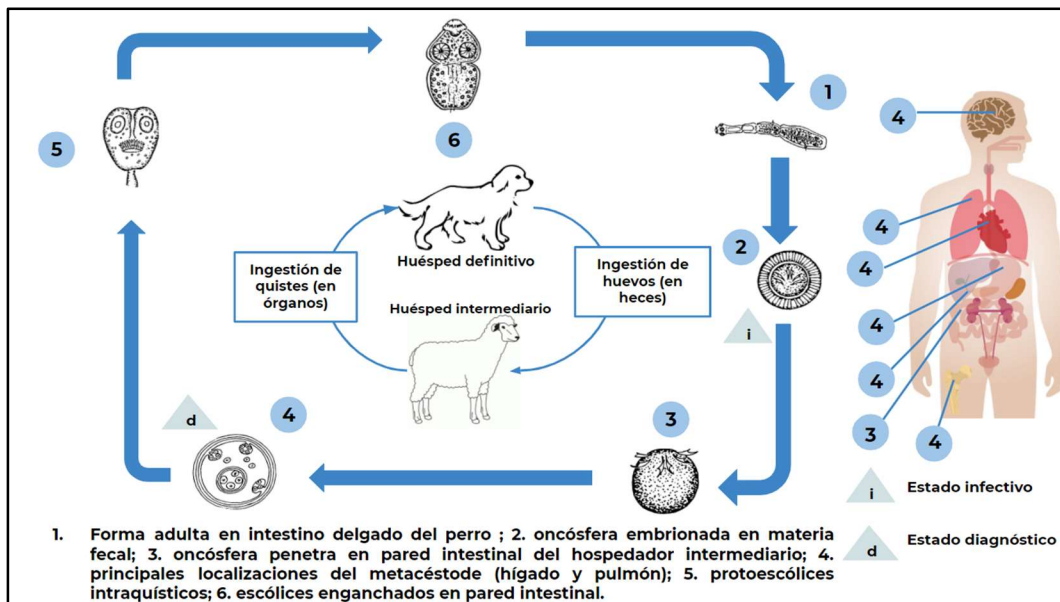 1
4
5
6
4
2
4
Ingestión de
quistes (en
órganos)
Huésped definitivo
Ingestión de
huevos (en
heces)
Huésped intermediario
i
4
4
d
4
3
3
4
i
Estado infectivo
d
Estado diagnóstico
1. Forma adulta en intestino delgado del perro ; 2. oncósfera embrionada en materia
fecal; 3. oncósfera penetra en pared intestinal del hospedador intermediario; 4.
principales localizaciones del metacéstode (hígado y pulmón); 5. protoescólices
intraquísticos; 6. escólices enganchados en pared intestinal.